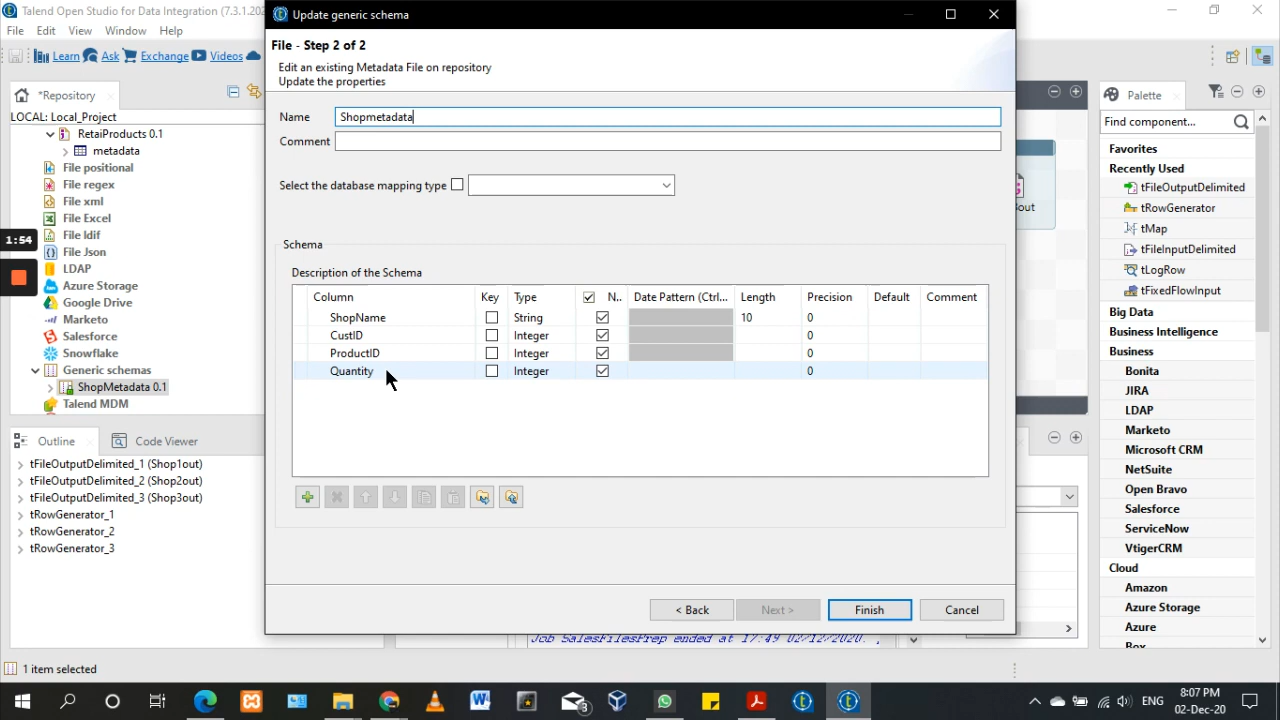 Talend Open Studio for Data Integration (7.3.1.202
File Edit View Window Help
Learn Ask Exchange Videos
*Repository
LOCAL: Local_Project
RetaiProducts 0.1
metadata
File positional
File regex
File xml
File Excel
File ldif
1:54
File Json
LDAP
Azure Storage
Google Drive
Marketo
Salesforce
Snowflake
Generic schemas
ShopMetadata 0.1
Talend MDM
Outline
Code Viewer
tFileOutputDelimited_1 (Shop1out)
tFileOutputDelimited_2 (Shop2out)
tFileOutputDelimited_3 (Shop3out)
tRowGenerator_1
tRowGenerator_2
tRowGenerator_3
1 item selected
Update generic schema
File - Step 2 of 2
Edit an existing Metadata File on repository
Update the properties
Name Shopmetadata
Comment
Select the database mapping type
Schema
Description of the Schema
Column Key Type N.. Date Pattern (Ctrl... Length Precision Default Comment
ShopName String 10 0
CustID Integer 0
ProductID Integer 0
Quantity Integer 0
< Back Next > Finish Cancel
Job SalesFilesPrep ended at 17:49 02/12/2020.
3out
Palette
Find component...
Favorites
Recently Used
tFileOutputDelimited
tRowGenerator
tMap
tFileInputDelimited
tLogRow
tFixedFlowInput
Big Data
Business Intelligence
Business
Bonita
JIRA
LDAP
Marketo
Microsoft CRM
NetSuite
Open Bravo
Salesforce
ServiceNow
VtigerCRM
Cloud
Amazon
Azure Storage
Azure
Box
3
ENG
8:07 PM
02-Dec-20